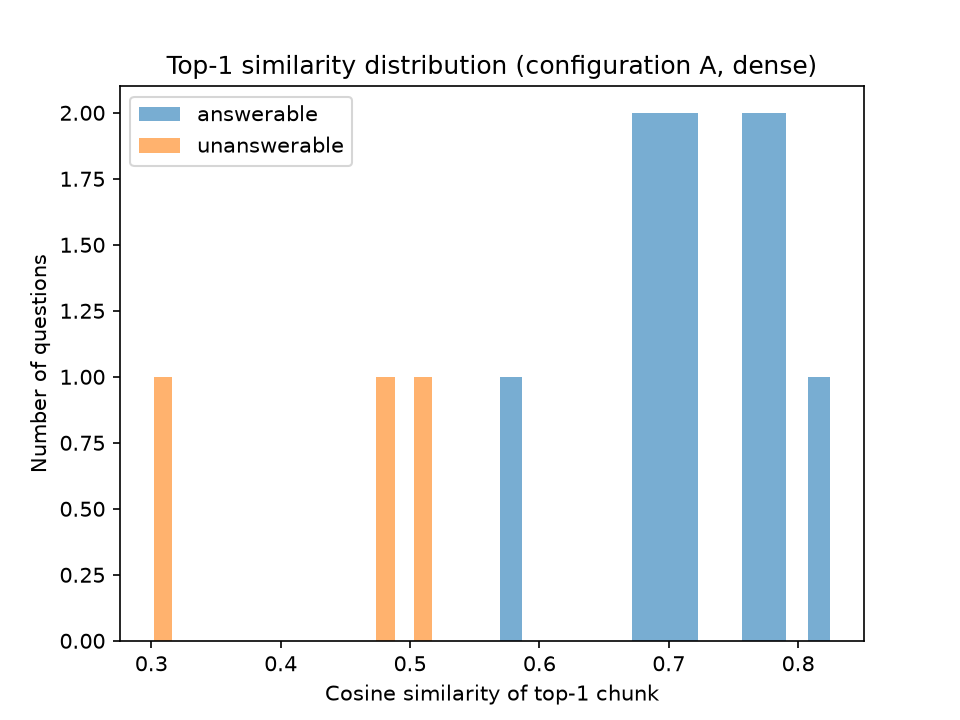 Top-1 similarity distribution (configuration A, dense)
answerable
unanswerable
2.00
1.75
1.50
1.25
1.00
0.75
0.50
0.25
0.00
Number of questions
0.3 0.4 0.5 0.6 0.7 0.8
Cosine similarity of top-1 chunk